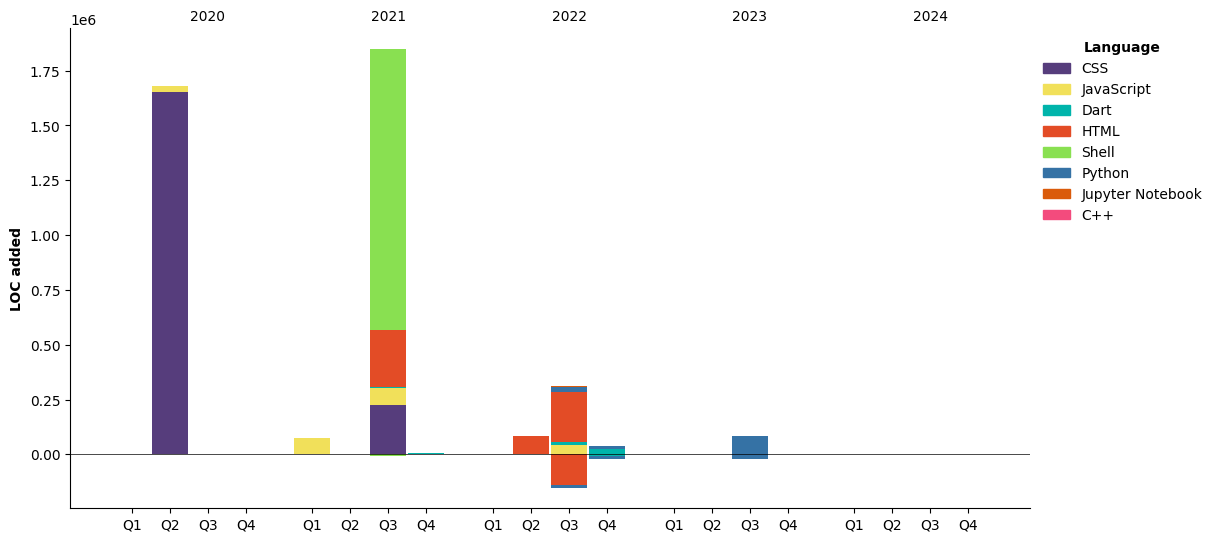 1e6
2020 2021 2022 2023 2024
Language
CSS
JavaScript
Dart
HTML
Shell
Python
Jupyter Notebook
C++
LOC added
1.75
1.50
1.25
1.00
0.75
0.50
0.25
0.00
Q1 Q2 Q3 Q4 Q1 Q2 Q3 Q4 Q1 Q2 Q3 Q4 Q1 Q2 Q3 Q4 Q1 Q2 Q3 Q4